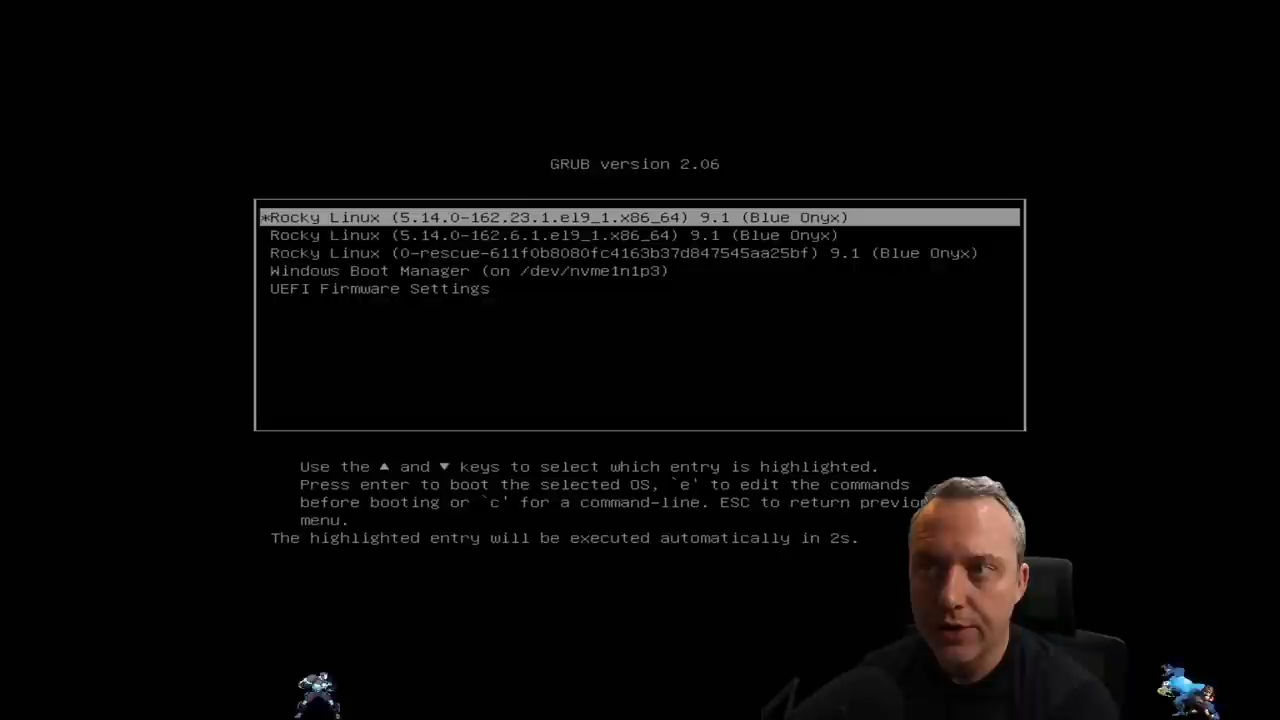 GRUB version 2.06
*Rocky Linux (5.14.0-162.23.1.el9_1.x86_64) 9.1 (Blue Onyx)
Rocky Linux (5.14.0-162.6.1.el9_1.x86_64) 9.1 (Blue Onyx)
Rocky Linux (0-rescue-611f0b8080fc4163b37d847545aa25bf) 9.1 (Blue Onyx)
Windows Boot Manager (on /dev/nvme1n1p3)
UEFI Firmware Settings
Use the ▲ and ▼ keys to select which entry is highlighted.
Press enter to boot the selected OS, `e' to edit the commands
before booting or `c' for a command-line. ESC to return previo
menu.
The highlighted entry will be executed automatically in 2s.